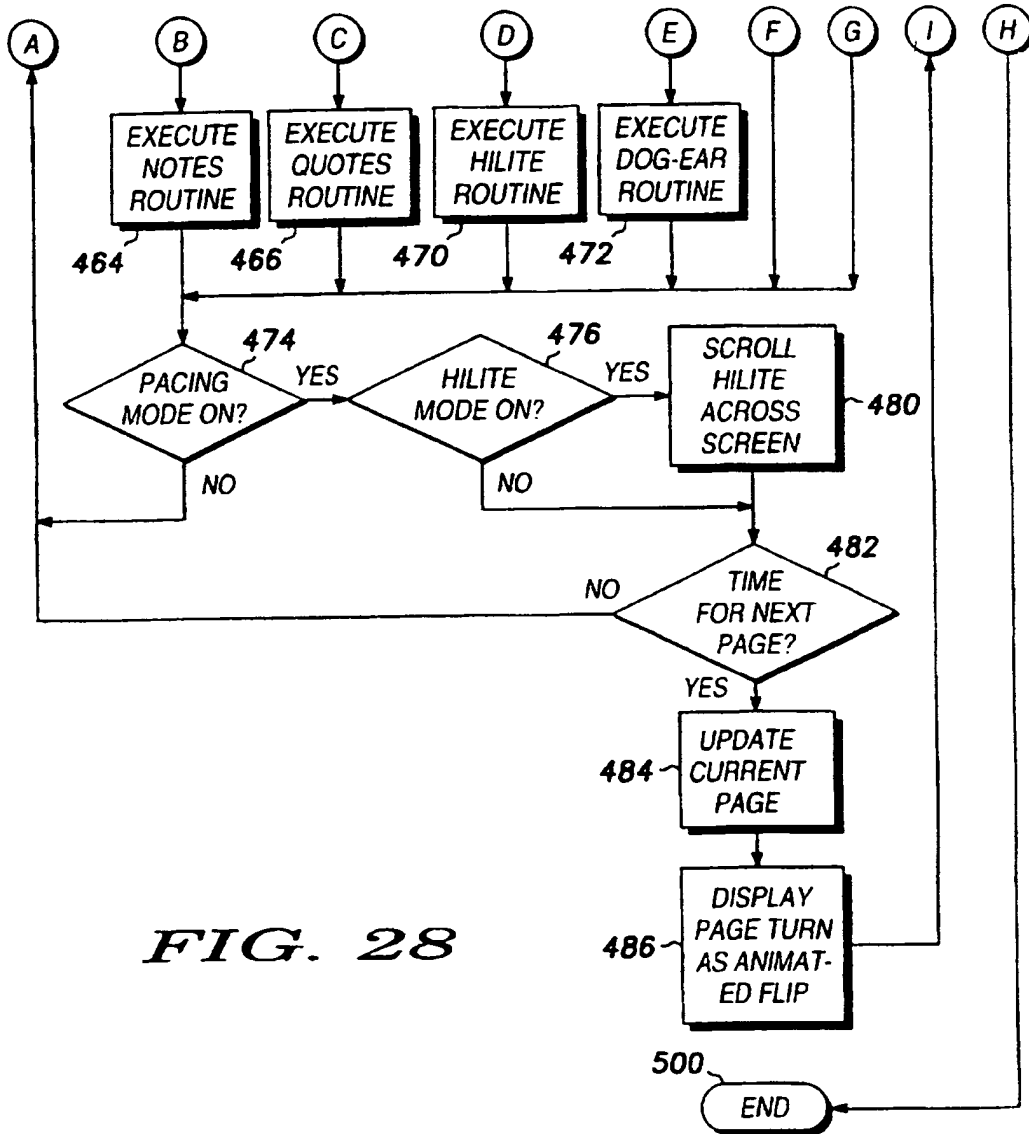 A B C D E F G I H
EXECUTE
NOTES
ROUTINE
464
EXECUTE
QUOTES
ROUTINE
466
EXECUTE
HILITE
ROUTINE
470
EXECUTE
DOG-EAR
ROUTINE
472
PACING
MODE ON?
474
YES
NO
HILITE
MODE ON?
476
YES
NO
SCROLL
HILITE
ACROSS
SCREEN
480
TIME
FOR NEXT
PAGE?
482
NO
YES
UPDATE
CURRENT
PAGE
484
DISPLAY
PAGE TURN
AS ANIMAT-
ED FLIP
486
FIG. 28
500
END